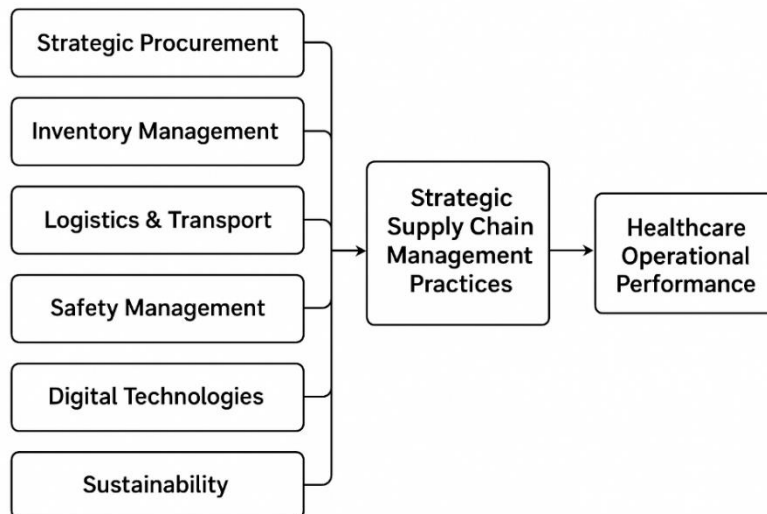 Strategic Procurement
Inventory Management
Logistics & Transport
Safety Management
Digital Technologies
Sustainability
Strategic
Supply Chain
Management
Practices
Healthcare
Operational
Performance